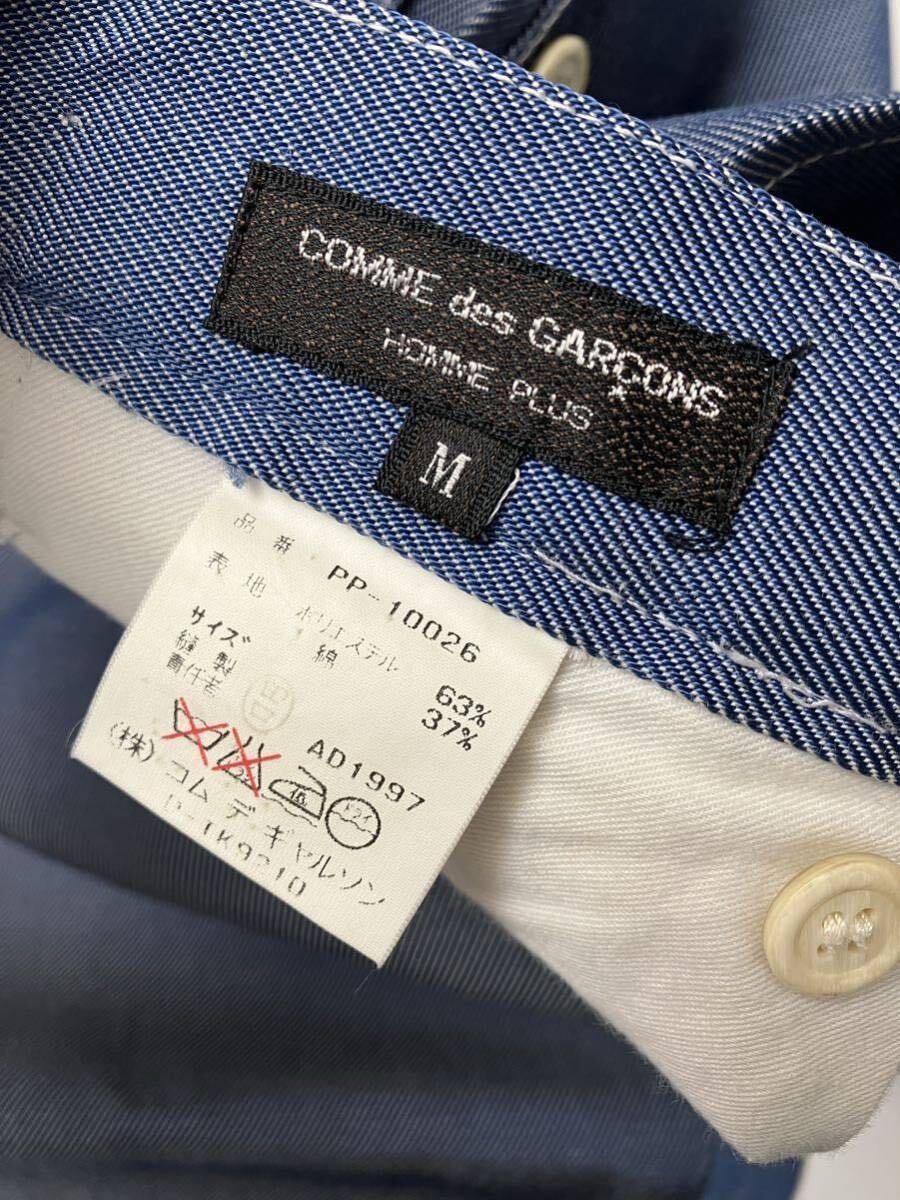 COMME des GARÇONS
HOMME PLUS
M
品番 PP-10026
表地 ポリエステル 63%
綿 37%
サイズ
縫製
責任者
AD1997
(株)コム デ ギャルソン